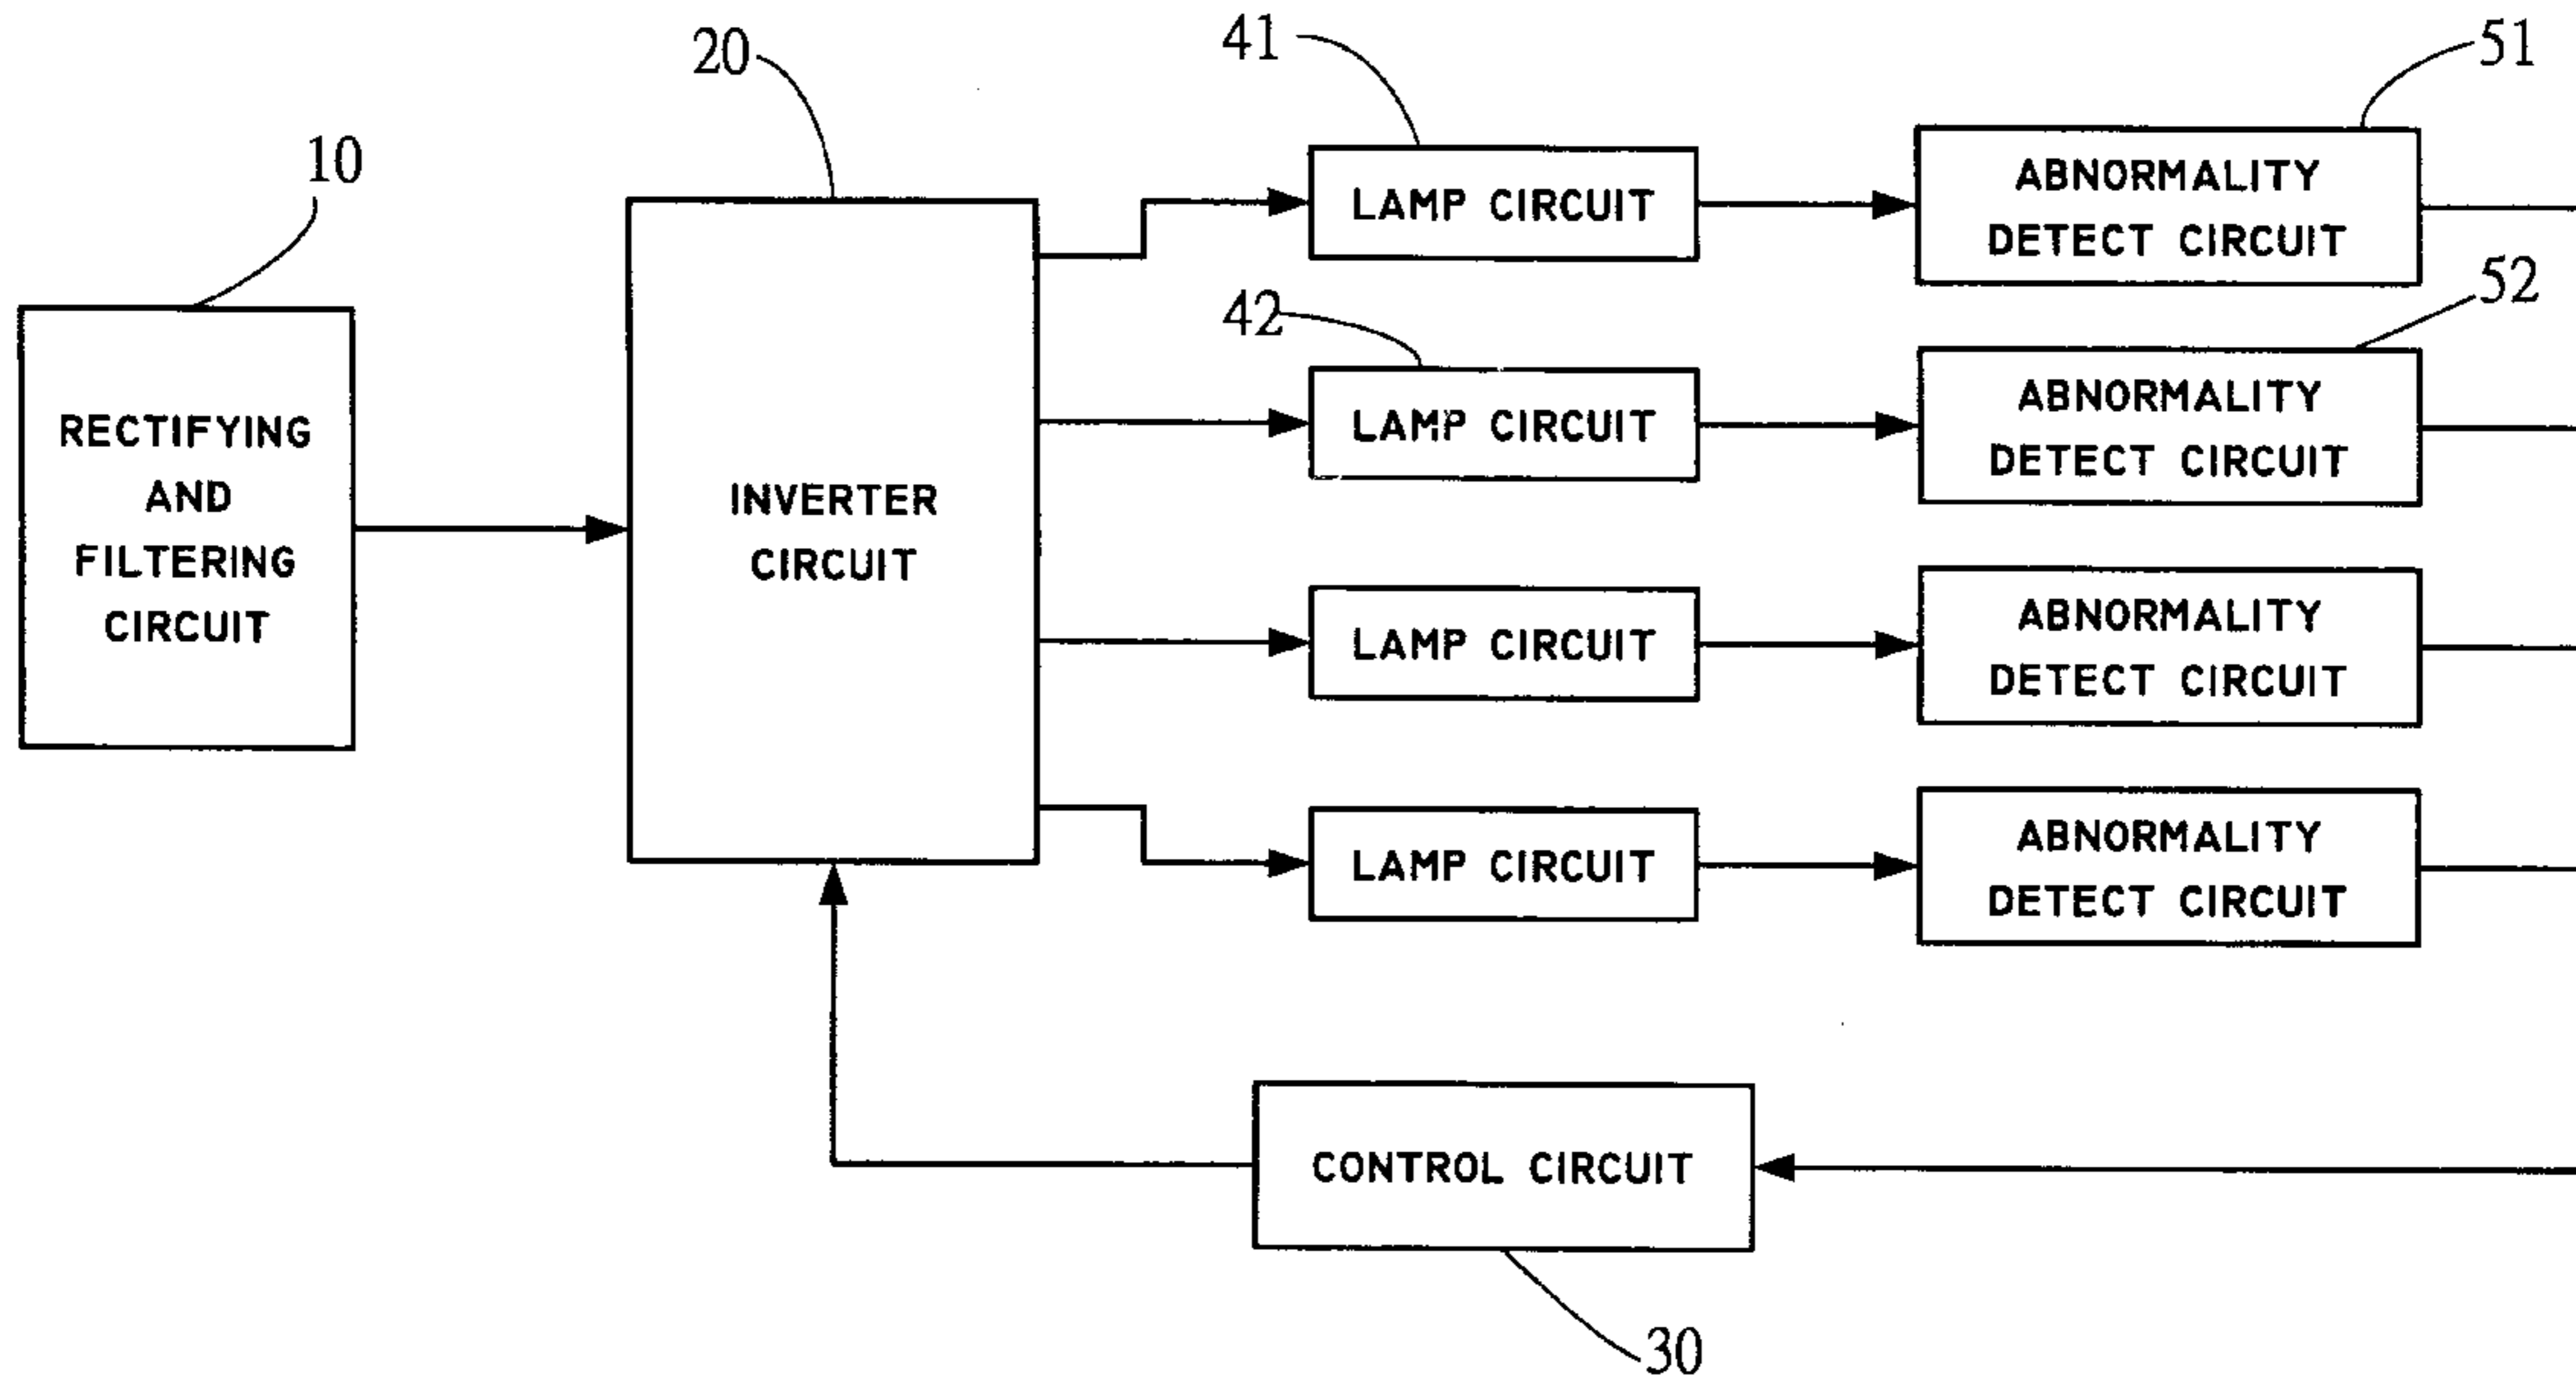 10
RECTIFYING
AND
FILTERING
CIRCUIT
20
INVERTER
CIRCUIT
41
LAMP CIRCUIT
51
ABNORMALITY
DETECT CIRCUIT
42
LAMP CIRCUIT
52
ABNORMALITY
DETECT CIRCUIT
LAMP CIRCUIT
ABNORMALITY
DETECT CIRCUIT
LAMP CIRCUIT
ABNORMALITY
DETECT CIRCUIT
CONTROL CIRCUIT
30